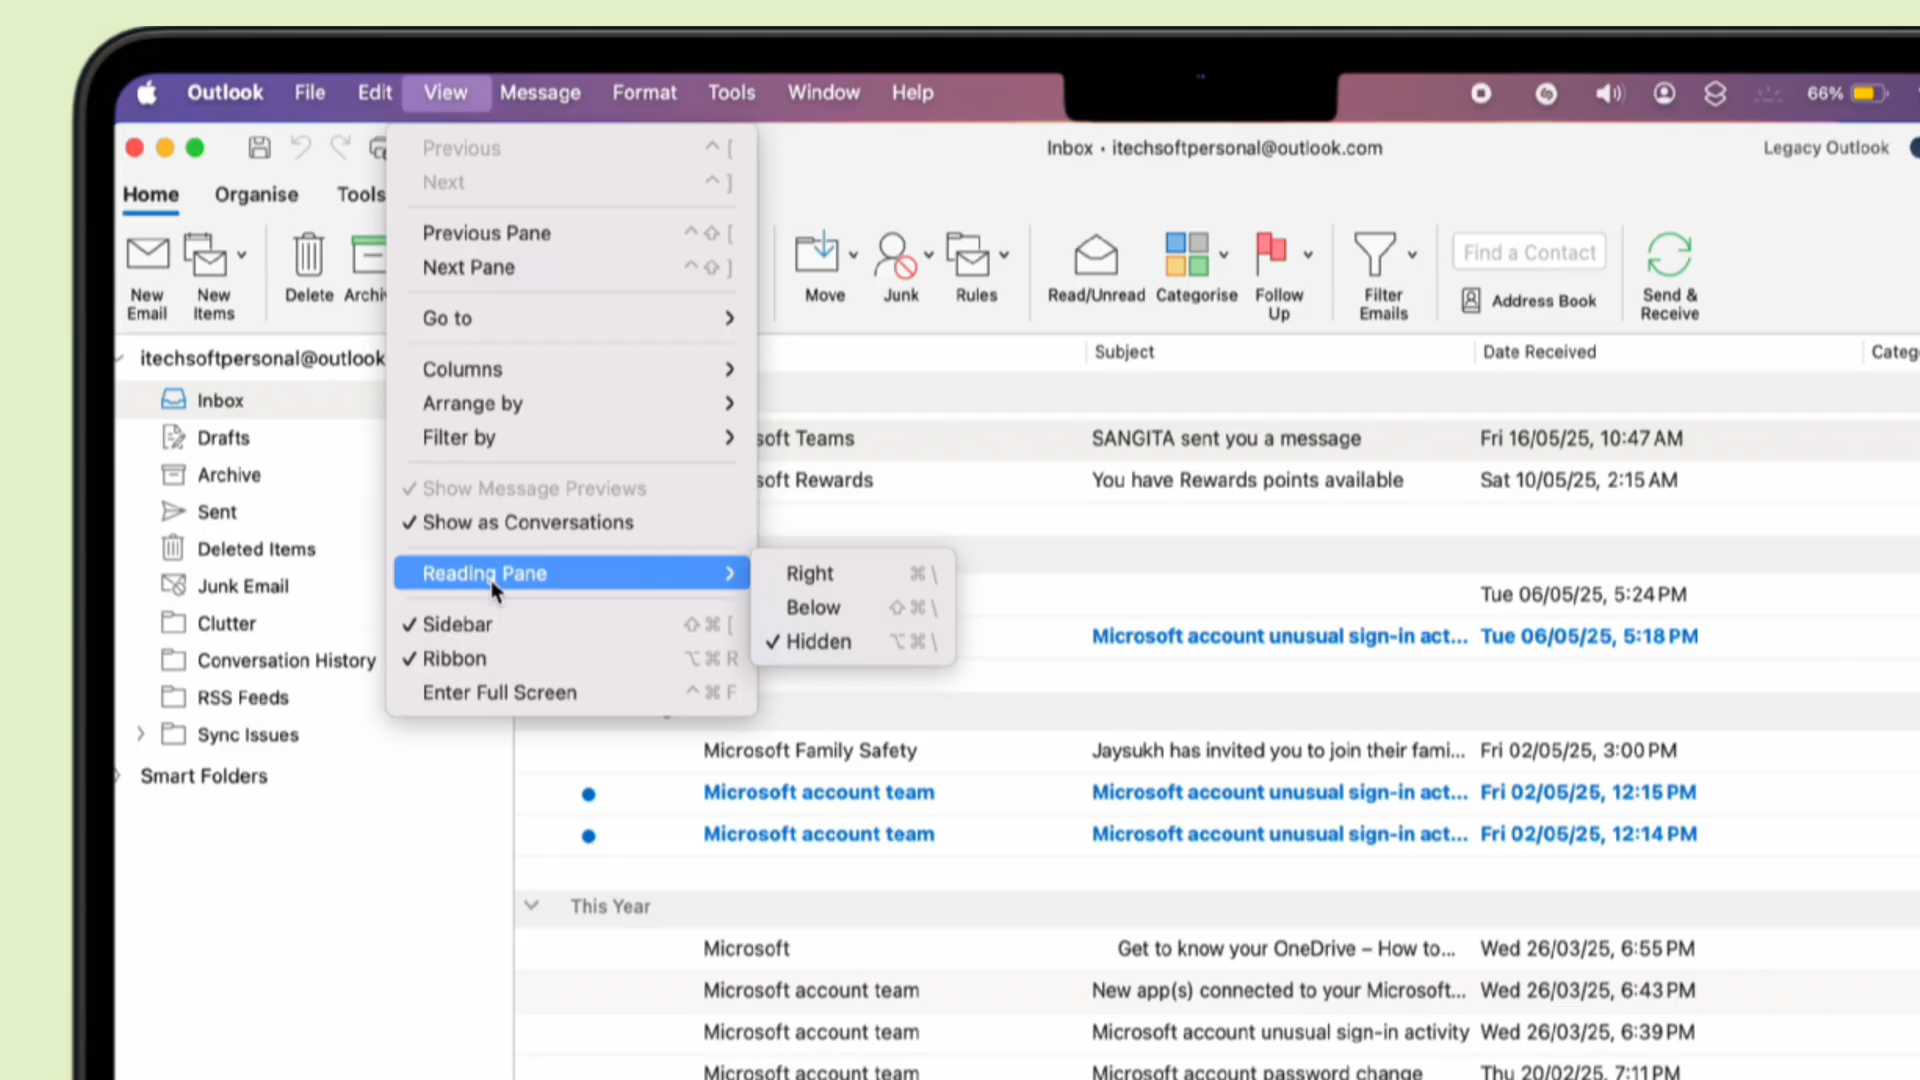 Outlook File Edit View Message Format Tools Window Help 66%
Inbox • itechsoftpersonal@outlook.com Legacy Outlook
Home Organise Tools
New Email New Items Delete Move Junk Rules Read/Unread Categorise Follow Up Filter Emails Find a Contact Address Book Send & Receive
itechsoftpersonal@outlook
Inbox
Drafts
Archive
Sent
Deleted Items
Junk Email
Clutter
Conversation History
RSS Feeds
Sync Issues
Smart Folders
Previous ^ [
Next ^ ]
Previous Pane ^ ⇧ [
Next Pane ^ ⇧ ]
Go to
Columns
Arrange by
Filter by
✓ Show Message Previews
✓ Show as Conversations
Reading Pane
✓ Sidebar ⇧ ⌘ [
✓ Ribbon ⌥ ⌘ R
Enter Full Screen ^ ⌘ F
Right ⌘ \
Below ⇧ ⌘ \
✓ Hidden ⌥ ⌘ \
Subject Date Received
soft Teams SANGITA sent you a message Fri 16/05/25, 10:47 AM
soft Rewards You have Rewards points available Sat 10/05/25, 2:15 AM
Tue 06/05/25, 5:24 PM
Microsoft account unusual sign-in act... Tue 06/05/25, 5:18 PM
Microsoft Family Safety Jaysukh has invited you to join their fami... Fri 02/05/25, 3:00 PM
Microsoft account team Microsoft account unusual sign-in act... Fri 02/05/25, 12:15 PM
Microsoft account team Microsoft account unusual sign-in act... Fri 02/05/25, 12:14 PM
This Year
Microsoft Get to know your OneDrive – How to... Wed 26/03/25, 6:55 PM
Microsoft account team New app(s) connected to your Microsoft... Wed 26/03/25, 6:43 PM
Microsoft account team Microsoft account unusual sign-in activity Wed 26/03/25, 6:39 PM
Microsoft account team Microsoft account password change Thu 20/02/25, 7:11 PM